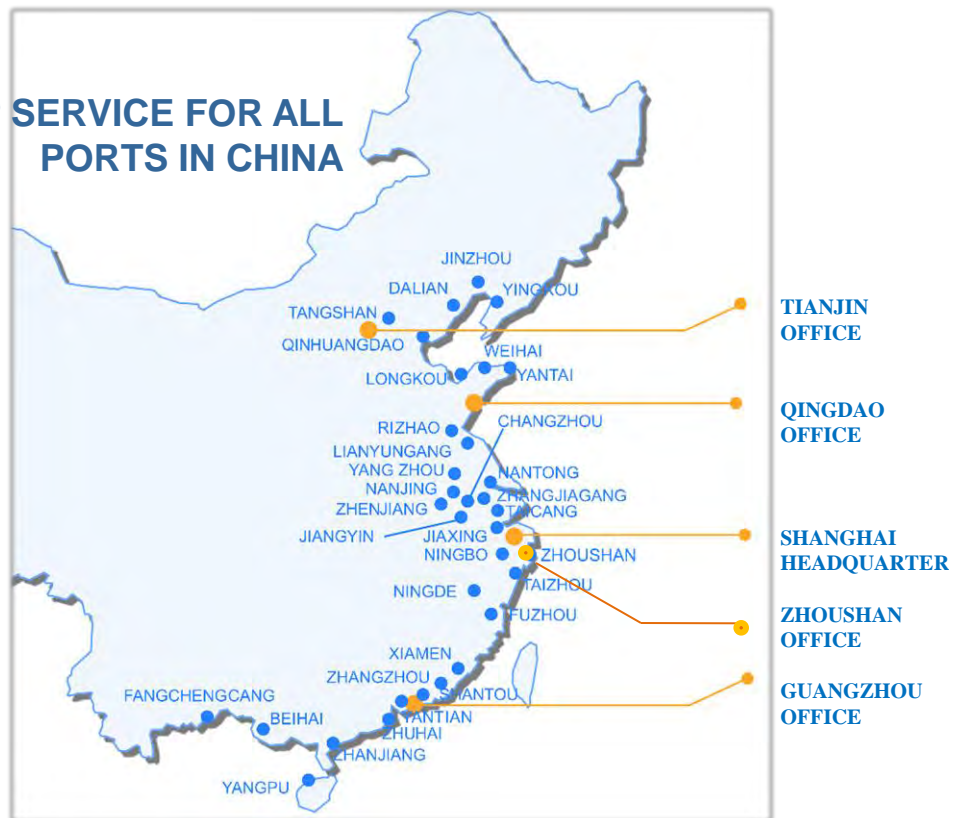 SERVICE FOR ALL
PORTS IN CHINA
JINZHOU
DALIAN
YINGKOU
TANGSHAN
TIANJIN
OFFICE
QINHUANGDAO
WEIHAI
LONGKOU
YANTAI
QINGDAO
OFFICE
CHANGZHOU
RIZHAO
LIANYUNGANG
YANG ZHOU
NANTONG
NANJING
ZHANGJIAGANG
ZHENJIANG
TAICANG
JIANGYIN
JIAXING
SHANGHAI
HEADQUARTER
NINGBO
ZHOUSHAN
TAIZHOU
NINGDE
FUZHOU
ZHOUSHAN
OFFICE
XIAMEN
ZHANGZHOU
SHANTOU
GUANGZHOU
OFFICE
FANGCHENGCANG
YANTIAN
BEIHAI
ZHUHAI
ZHANJIANG
YANGPU